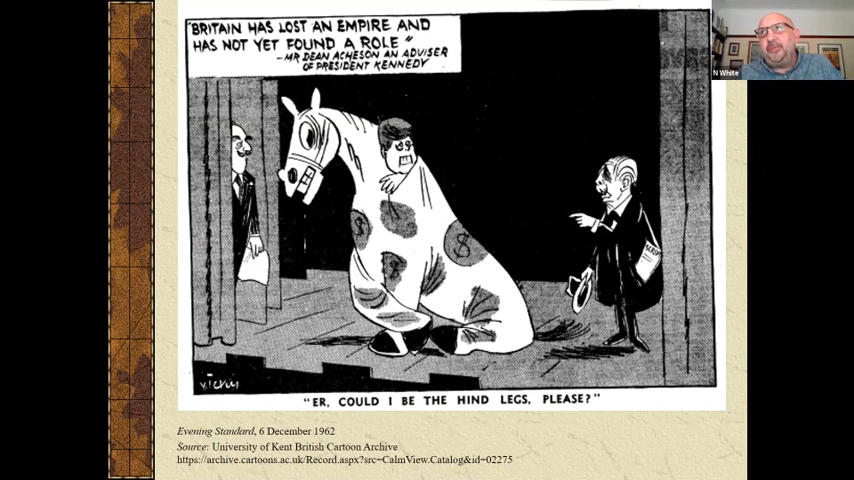 "BRITAIN HAS LOST AN EMPIRE AND
HAS NOT YET FOUND A ROLE"
-MR DEAN ACHESON AN ADVISER
OF PRESIDENT KENNEDY
N White
$
$
$
SCRIPT
VICKY
"ER, COULD I BE THE HIND LEGS, PLEASE?"
Evening Standard, 6 December 1962
Source: University of Kent British Cartoon Archive
https://archive.cartoons.ac.uk/Record.aspx?src=CalmView.Catalog&id=02275